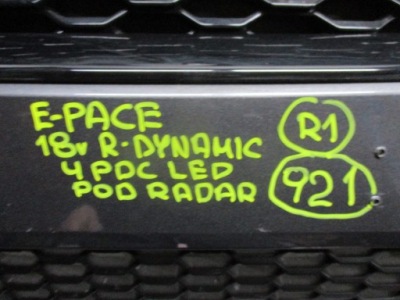 E-PACE
18v R-DYNAMIC
4 PDC LED
POD RADAR
R1
921